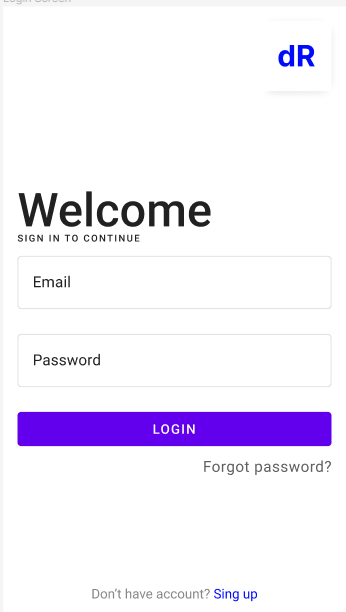 Login Screen
dR
Welcome
SIGN IN TO CONTINUE
Email
Password
LOGIN
Forgot password?
Don't have account? Sing up